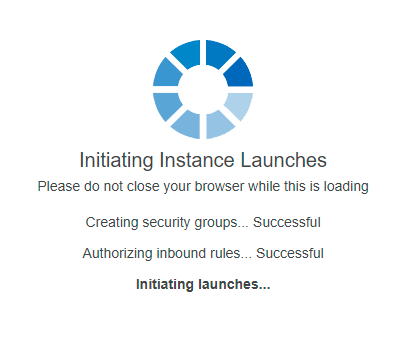 Initiating Instance Launches
Please do not close your browser while this is loading
Creating security groups... Successful
Authorizing inbound rules... Successful
Initiating launches...